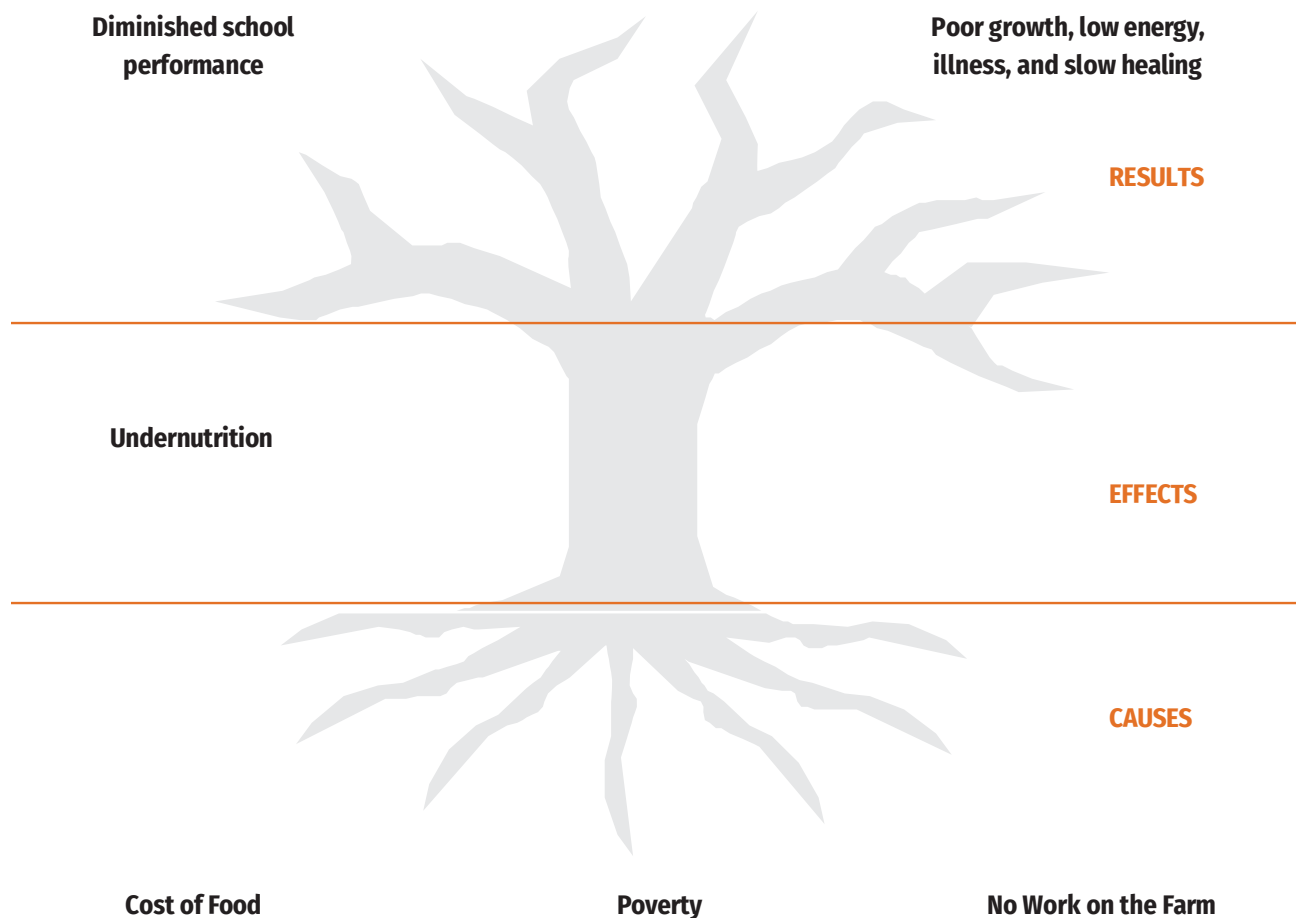 Diminished school
performance
Poor growth, low energy,
illness, and slow healing
RESULTS
Undernutrition
EFFECTS
CAUSES
Cost of Food
Poverty
No Work on the Farm